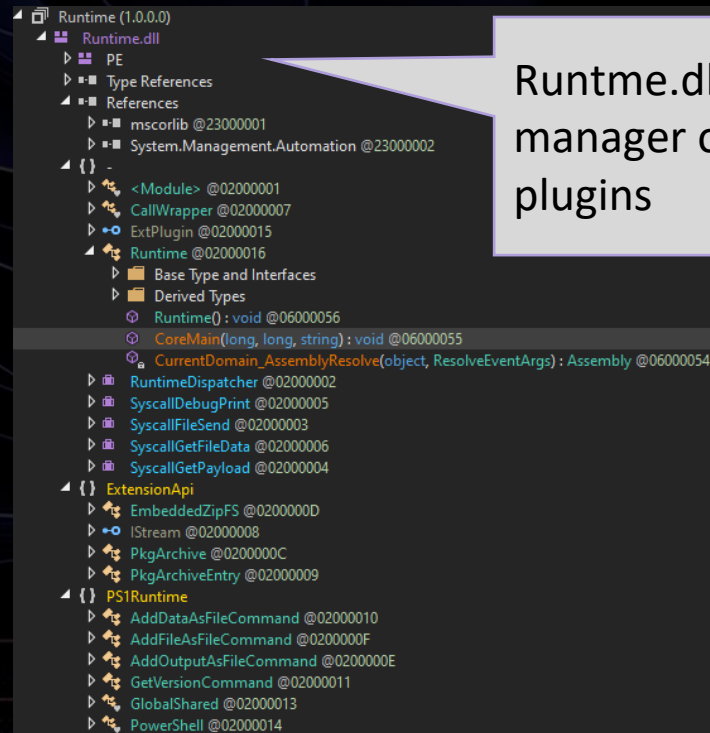 Runtime (1.0.0.0)
Runtime.dll
PE
Type References
References
mscorlib @23000001
System.Management.Automation @23000002
{ } -
<Module> @02000001
CallWrapper @02000007
ExtPlugin @02000015
Runtime @02000016
Base Type and Interfaces
Derived Types
Runtime() : void @06000056
CoreMain(long, long, string) : void @06000055
CurrentDomain_AssemblyResolve(object, ResolveEventArgs) : Assembly @06000054
RuntimeDispatcher @02000002
SyscallDebugPrint @02000005
SyscallFileSend @02000003
SyscallGetFileData @02000006
SyscallGetPayload @02000004
{ } ExtensionApi
EmbeddedZipFS @0200000D
IStream @02000008
PkgArchive @0200000C
PkgArchiveEntry @02000009
{ } PS1Runtime
AddDataAsFileCommand @02000010
AddFileAsFileCommand @0200000F
AddOutputAsFileCommand @0200000E
GetVersionCommand @02000011
GlobalShared @02000013
PowerShell @02000014
Runtme.dl
manager
plugins